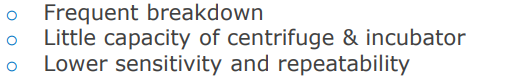 ○ Frequent breakdown
○ Little capacity of centrifuge & incubator
○ Lower sensitivity and repeatability